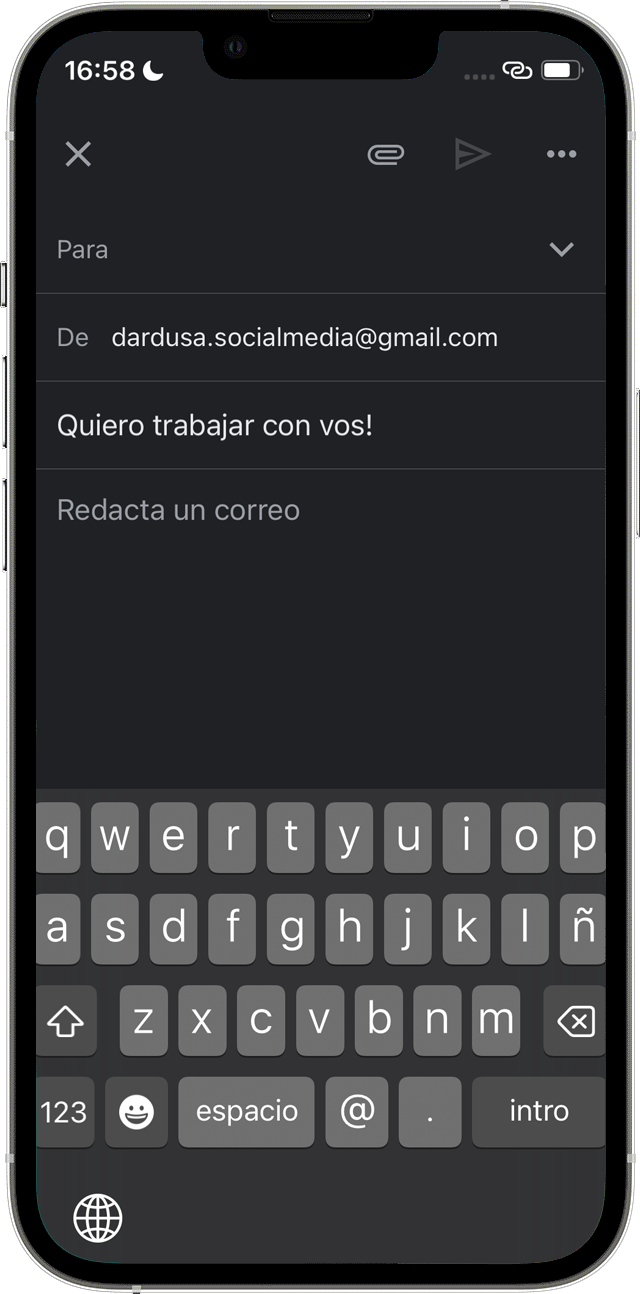 16:58
Para
De dardusa.socialmedia@gmail.com
Quiero trabajar con vos!
Redacta un correo
q w e r t y u i o p
a s d f g h j k l ñ
z x c v b n m
123 espacio @ . intro